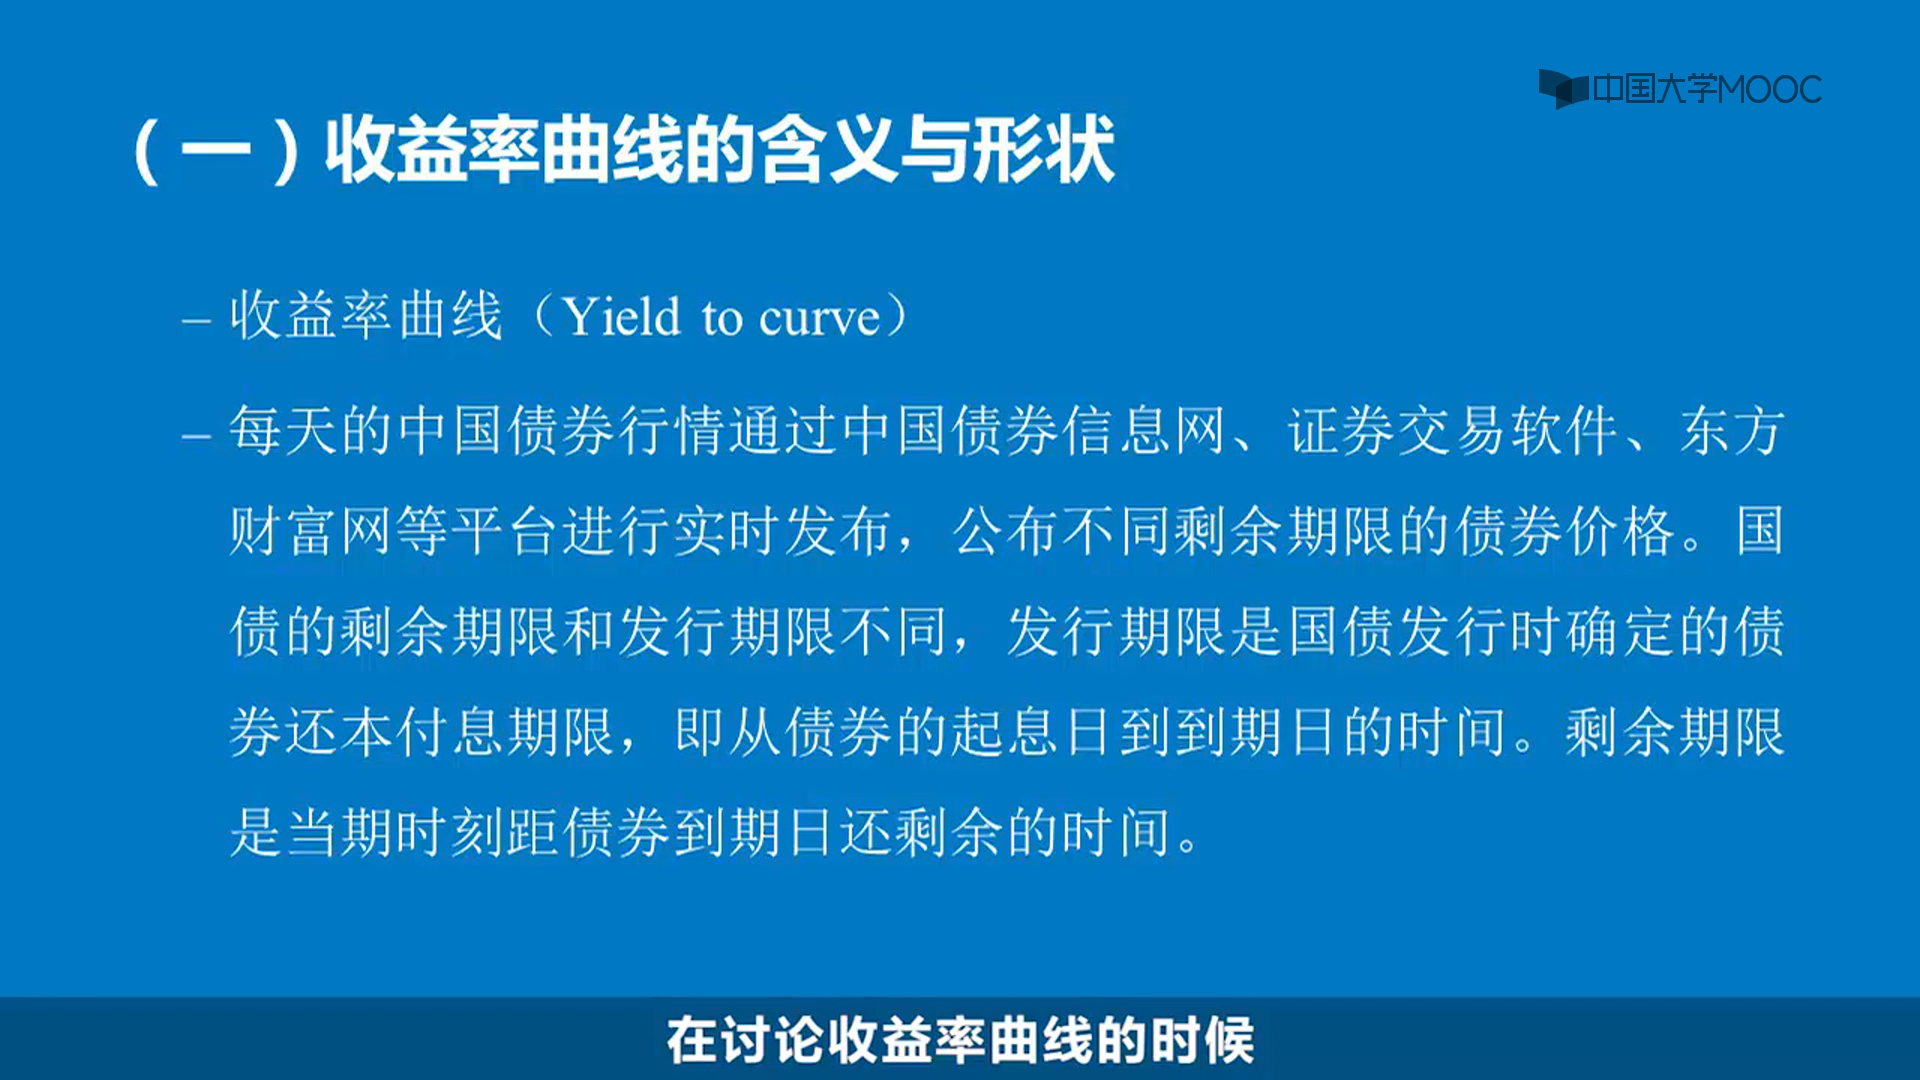 中国大学MOOC
（一）收益率曲线的含义与形状
– 收益率曲线（Yield to curve）
– 每天的中国债券行情通过中国债券信息网、证券交易软件、东方
财富网等平台进行实时发布，公布不同剩余期限的债券价格。国
债的剩余期限和发行期限不同，发行期限是国债发行时确定的债
券还本付息期限，即从债券的起息日到到期日的时间。剩余期限
是当期时刻距债券到期日还剩余的时间。
在讨论收益率曲线的时候